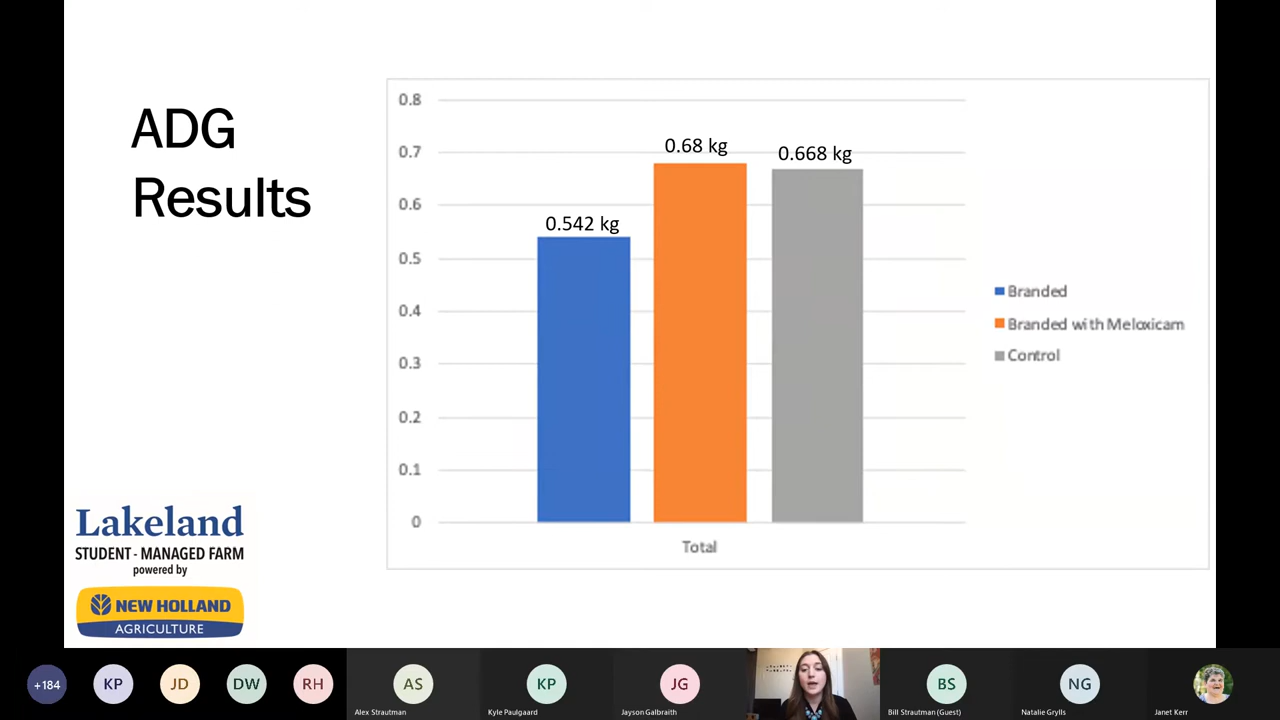 ADG
Results
0.8
0.7
0.6
0.5
0.4
0.3
0.2
0.1
0
0.542 kg
0.68 kg
0.668 kg
Total
Branded
Branded with Meloxicam
Control
Lakeland
STUDENT - MANAGED FARM
powered by
NEW HOLLAND
AGRICULTURE
+184
KP
JD
DW
RH
AS
Alex Strautman
KP
Kyle Paulgaard
JG
Jayson Galbraith
BS
Bill Strautman (Guest)
NG
Natalie Grylls
Janet Kerr